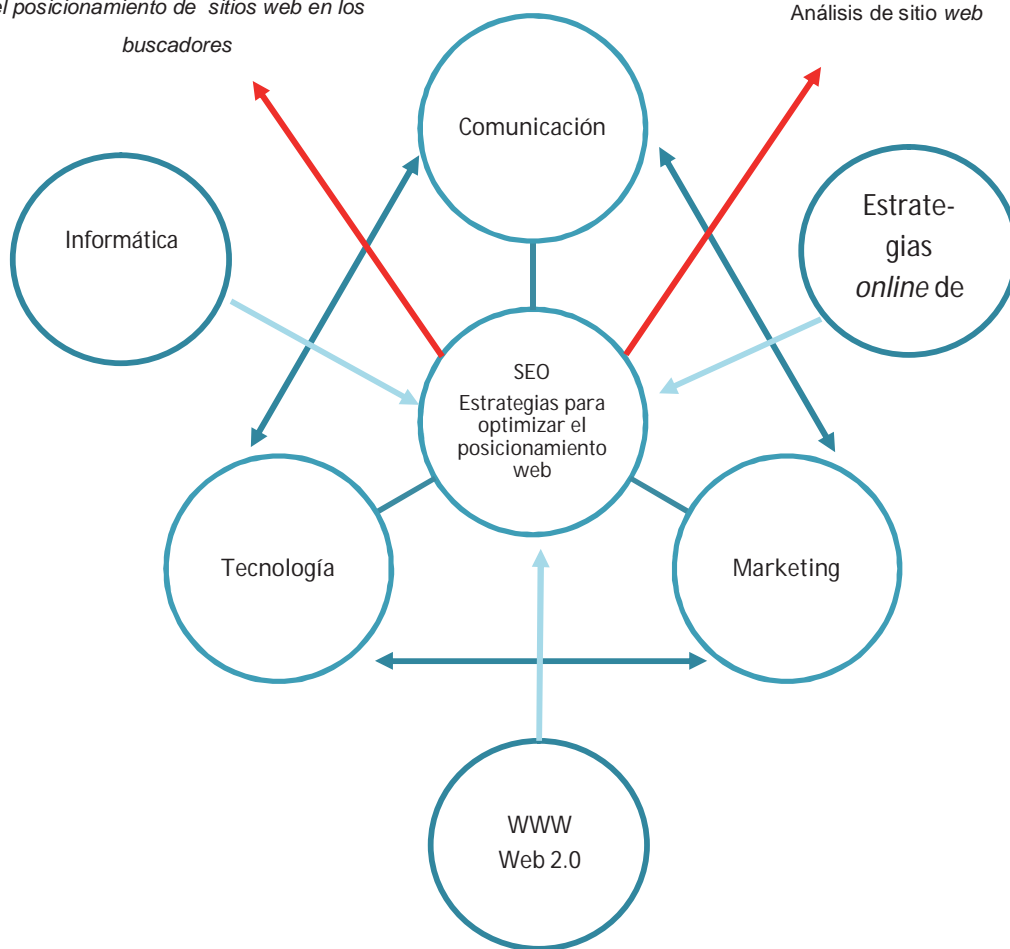 el posicionamiento de sitios web en los
buscadores
Análisis de sitio web
Comunicación
Informática
Estrate-
gias
online de
SEO
Estrategias para
optimizar el
posicionamiento
web
Tecnología
Marketing
WWW
Web 2.0